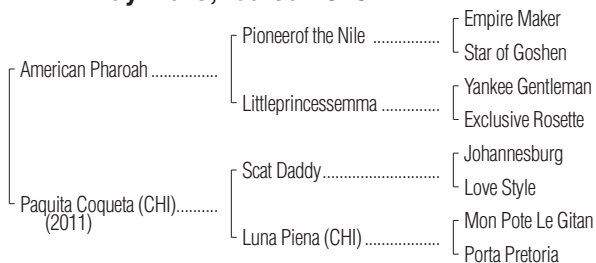 Empire Maker
Pioneerof the Nile ................
Star of Goshen
American Pharoah ................
Yankee Gentleman
Littleprincessemma ..............
Exclusive Rosette
Johannesburg
Scat Daddy........................
Love Style
Paquita Coqueta (CHI)..........
(2011)
Mon Pote Le Gitan
Luna Piena (CHI) ..................
Porta Pretoria